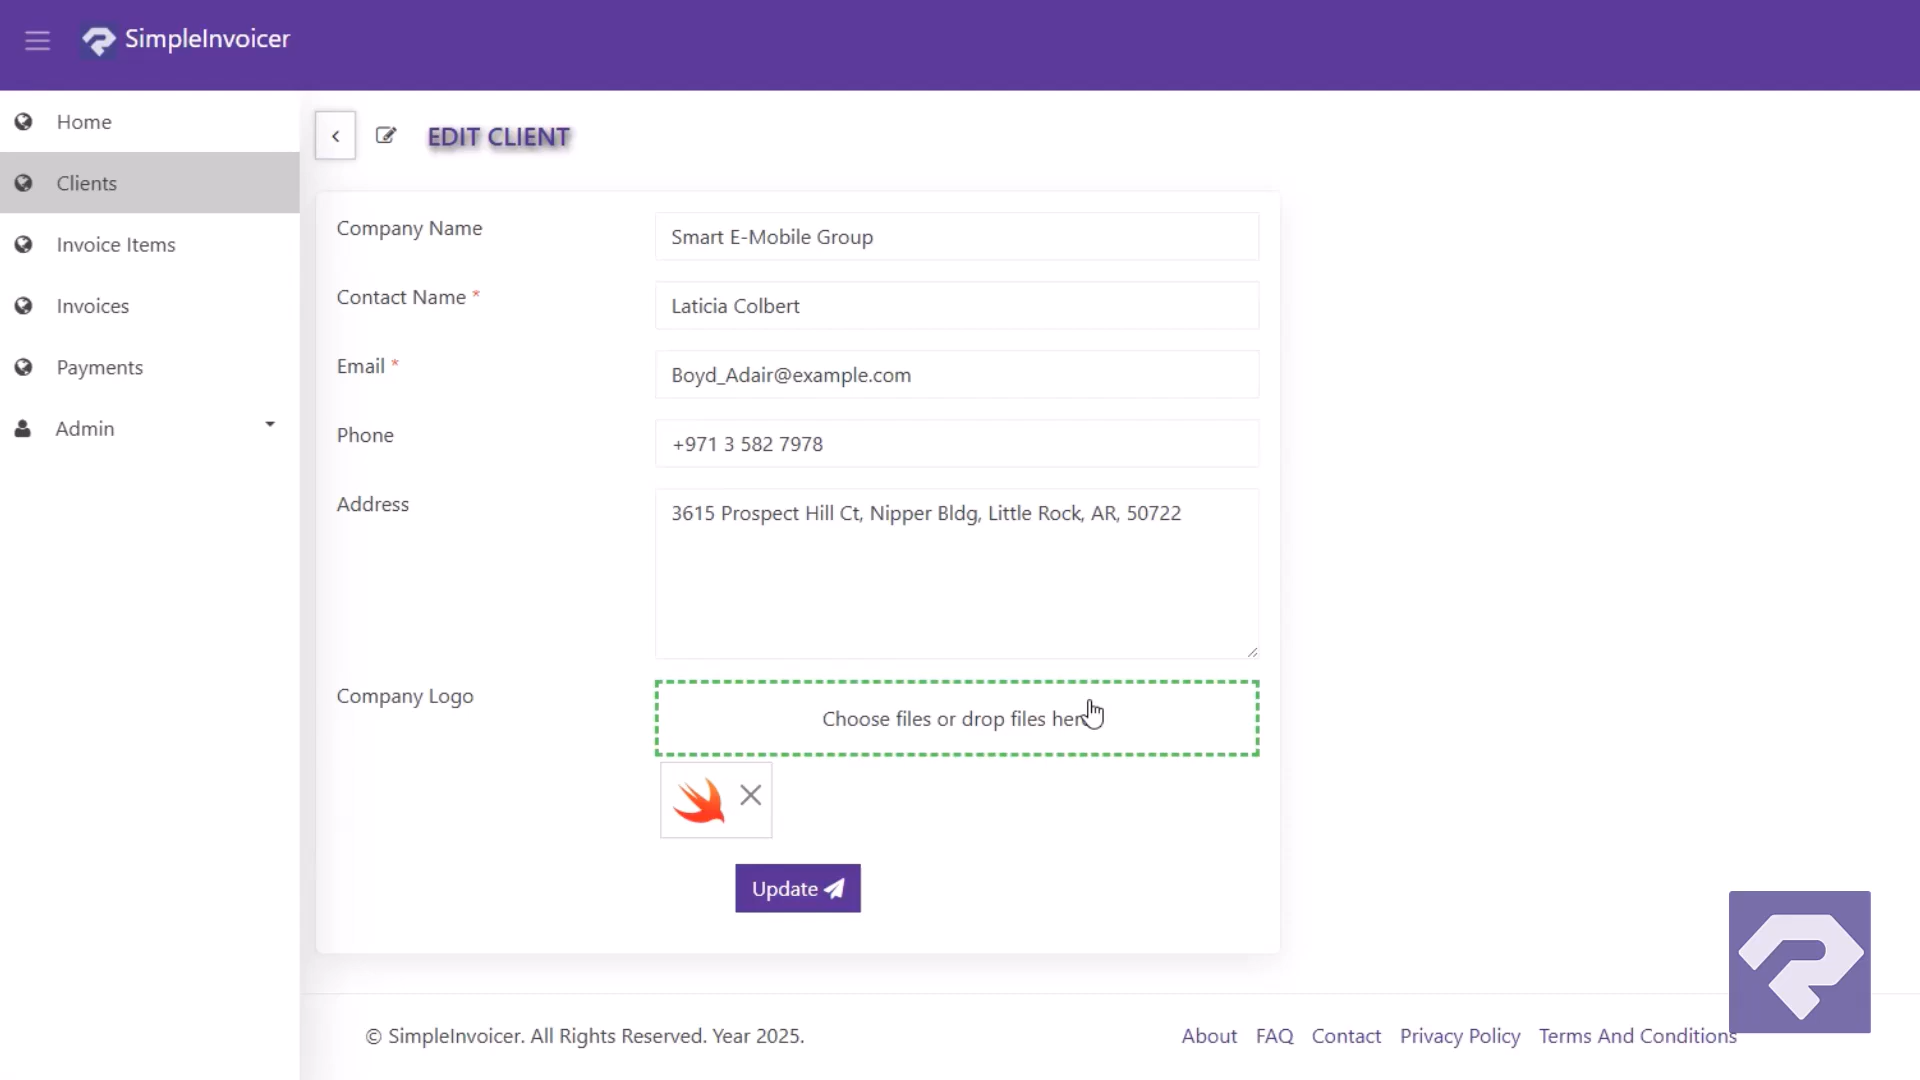 SimpleInvoicer
Home
Clients
Invoice Items
Invoices
Payments
Admin
EDIT CLIENT
Company Name
Smart E-Mobile Group
Contact Name *
Laticia Colbert
Email *
Boyd_Adair@example.com
Phone
+971 3 582 7978
Address
3615 Prospect Hill Ct, Nipper Bldg, Little Rock, AR, 50722
Company Logo
Choose files or drop files here
Update
© SimpleInvoicer. All Rights Reserved. Year 2025.
About FAQ Contact Privacy Policy Terms And Conditions